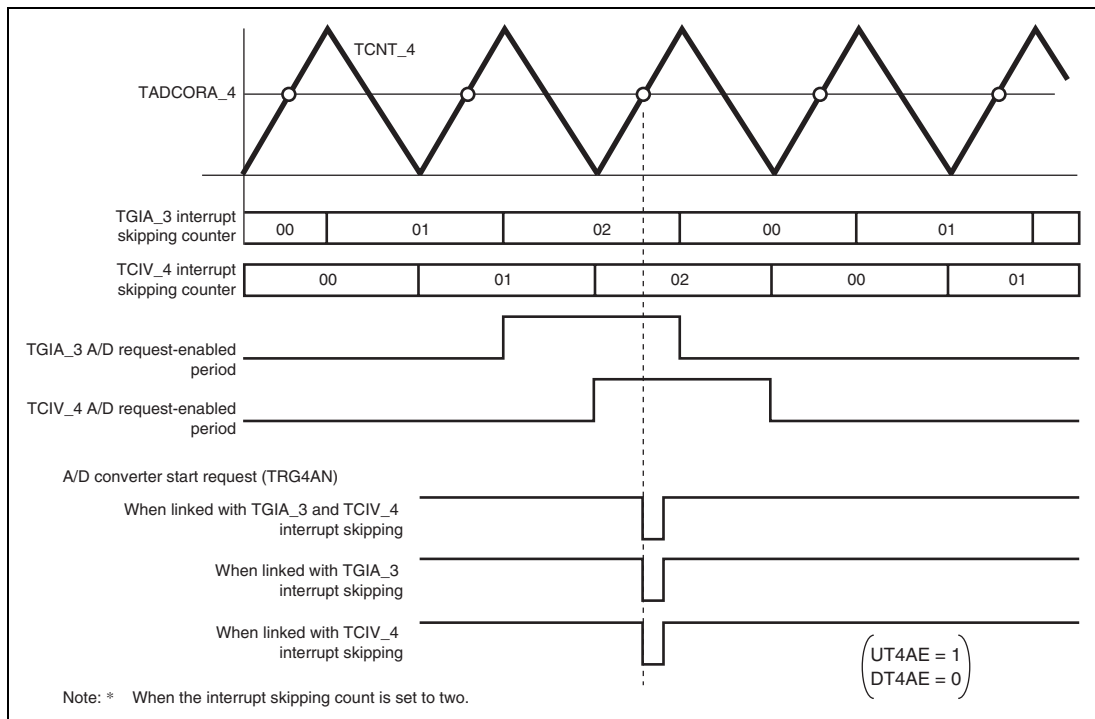 TCNT_4
TADCORA_4
TGIA_3 interrupt
skipping counter
00 01 02 00 01
TCIV_4 interrupt
skipping counter
00 01 02 00 01
TGIA_3 A/D request-enabled
period
TCIV_4 A/D request-enabled
period
A/D converter start request (TRG4AN)
When linked with TGIA_3 and TCIV_4
interrupt skipping
When linked with TGIA_3
interrupt skipping
When linked with TCIV_4
interrupt skipping
UT4AE = 1
DT4AE = 0
Note: * When the interrupt skipping count is set to two.